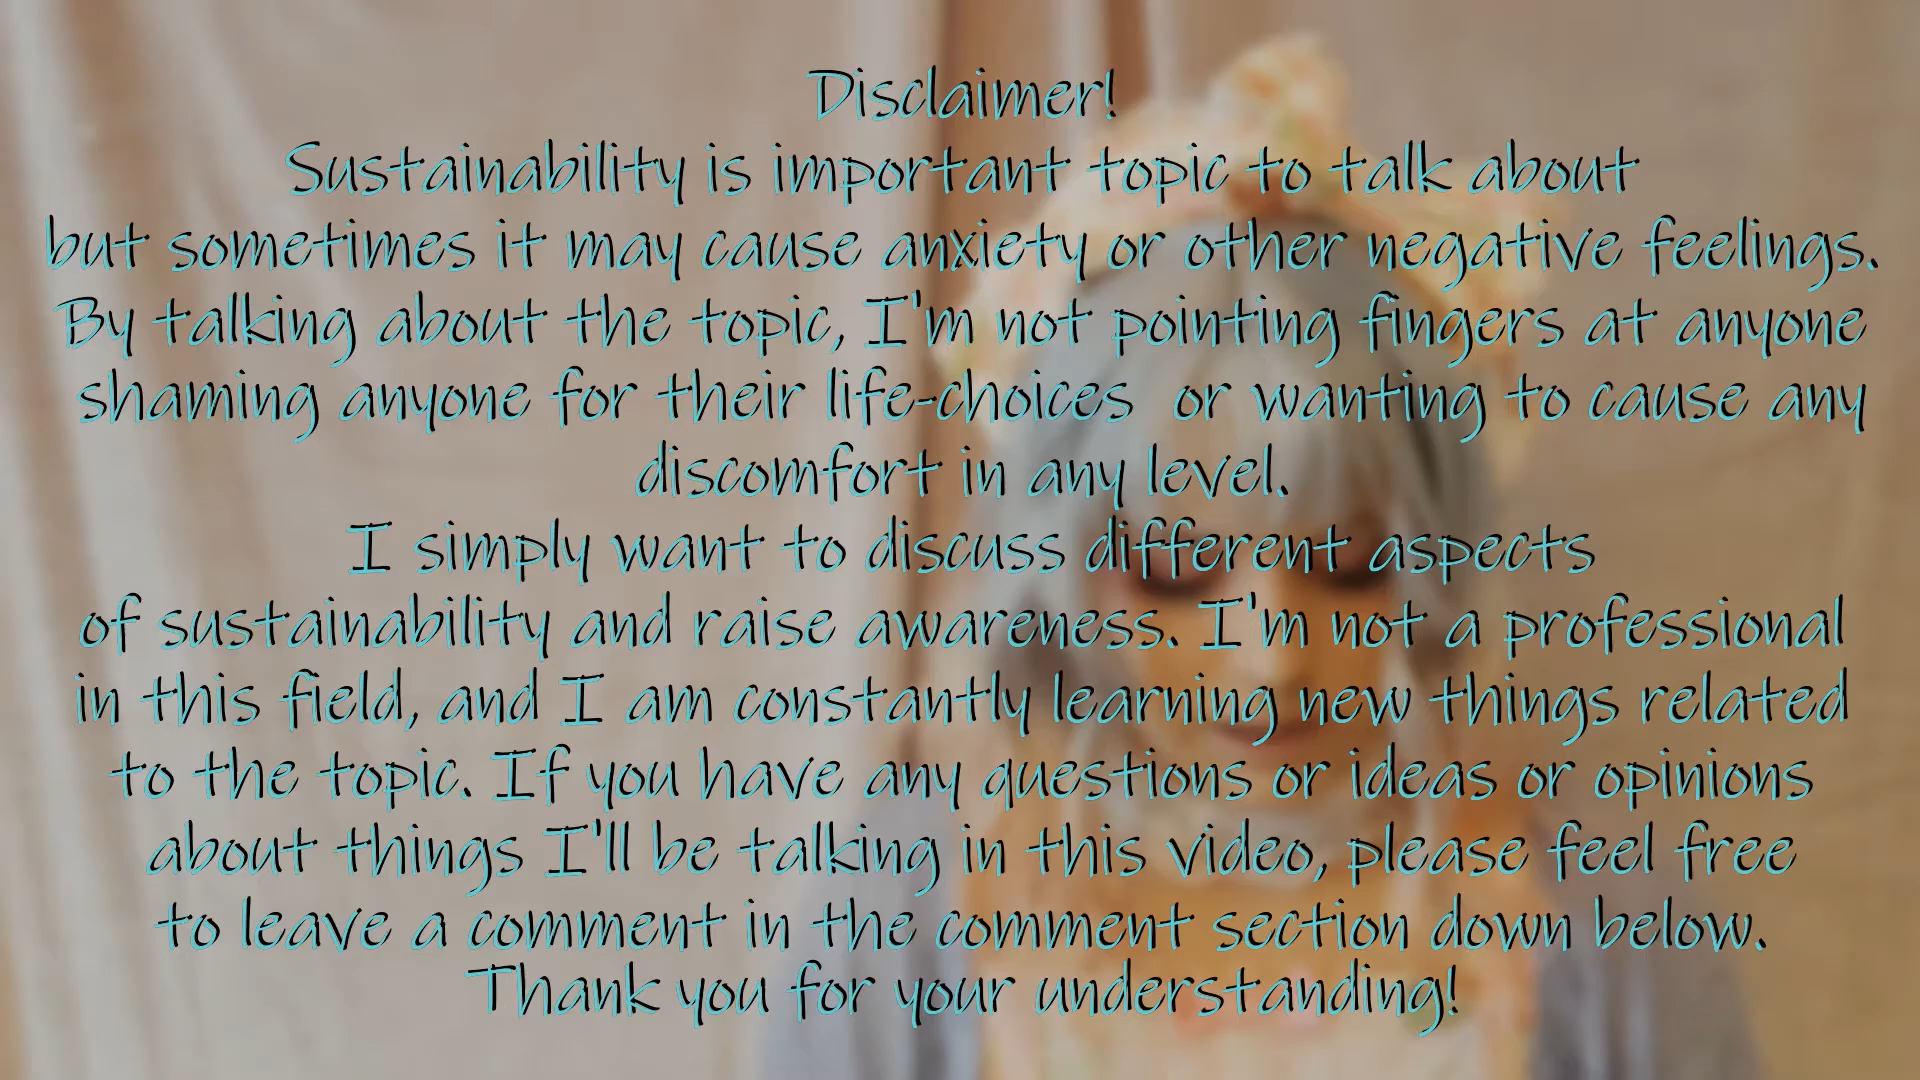 Disclaimer!
Sustainability is important topic to talk about
but sometimes it may cause anxiety or other negative feelings.
By talking about the topic, I'm not pointing fingers at anyone
shaming anyone for their life-choices or wanting to cause any
discomfort in any level.
I simply want to discuss different aspects
of sustainability and raise awareness. I'm not a professional
in this field, and I am constantly learning new things related
to the topic. If you have any questions or ideas or opinions
about things I'll be talking in this video, please feel free
to leave a comment in the comment section down below.
Thank you for your understanding!